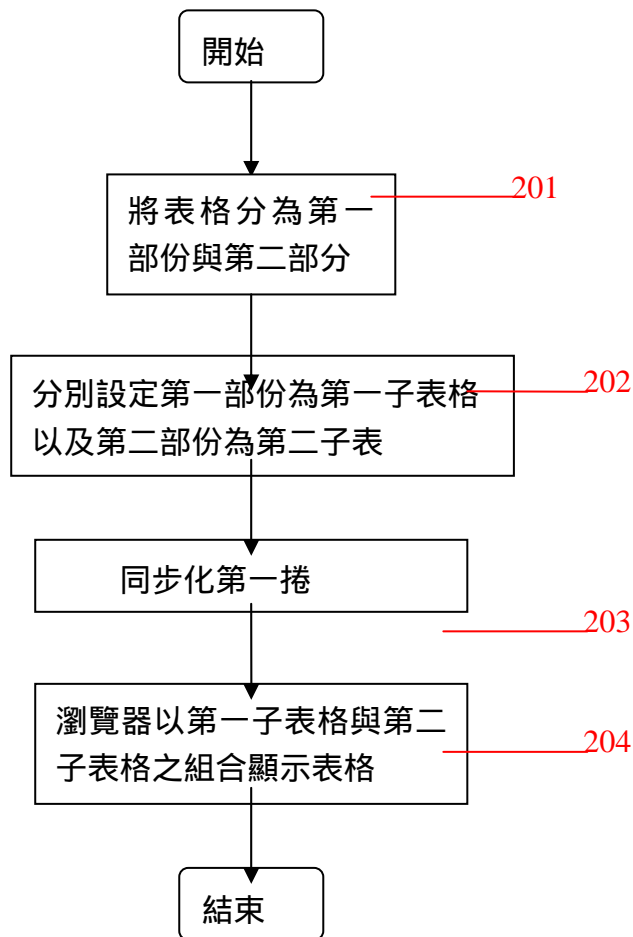 開始
201
將表格分為第一
部份與第二部分
202
分別設定第一部份為第一子表格
以及第二部份為第二子表
同步化第一捲
203
瀏覽器以第一子表格與第二
子表格之組合顯示表格
204
結束